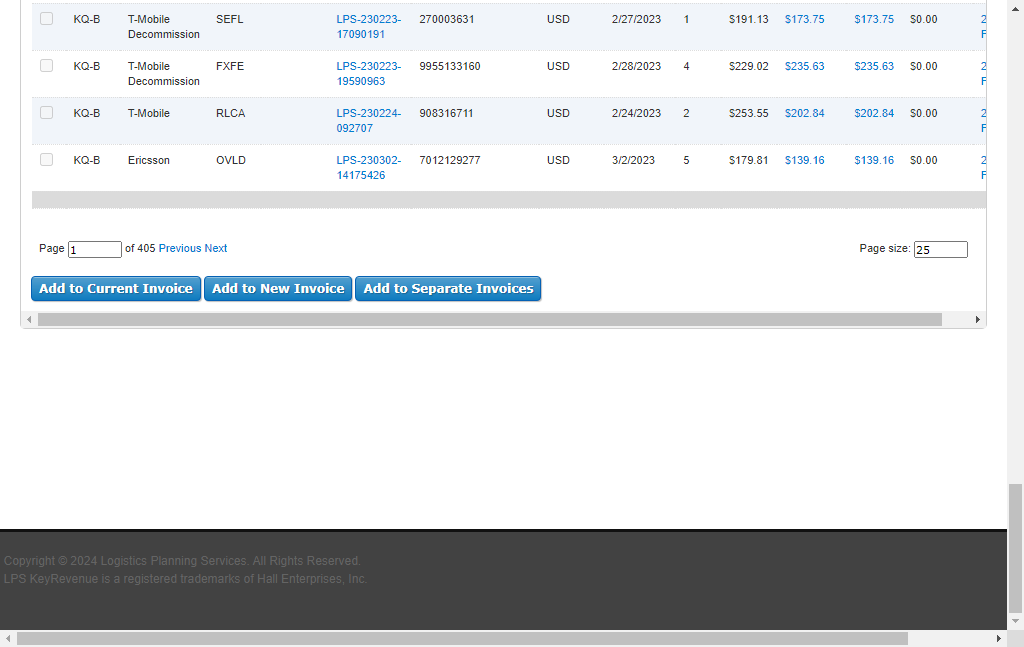 KQ-B T-Mobile SEFL LPS-230223- 270003631 USD 2/27/2023 1 $191.13 $173.75 $173.75 $0.00 2
Decommission 17090191 F
KQ-B T-Mobile FXFE LPS-230223- 9955133160 USD 2/28/2023 4 $229.02 $235.63 $235.63 $0.00 2
Decommission 19590963 F
KQ-B T-Mobile RLCA LPS-230224- 908316711 USD 2/24/2023 2 $253.55 $202.84 $202.84 $0.00 2
092707 F
KQ-B Ericsson OVLD LPS-230302- 7012129277 USD 3/2/2023 5 $179.81 $139.16 $139.16 $0.00 2
14175426 F
Page 1 of 405 Previous Next Page size: 25
Add to Current Invoice Add to New Invoice Add to Separate Invoices
Copyright © 2024 Logistics Planning Services. All Rights Reserved.
LPS KeyRevenue is a registered trademarks of Hall Enterprises, Inc.